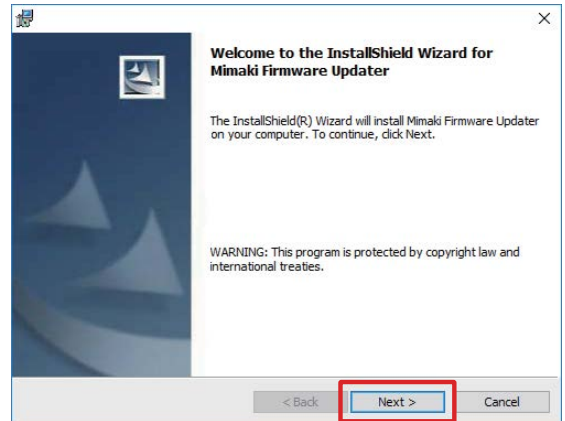 Welcome to the InstallShield Wizard for
Mimaki Firmware Updater
The InstallShield(R) Wizard will install Mimaki Firmware Updater
on your computer. To continue, click Next.
WARNING: This program is protected by copyright law and
international treaties.
< Back Next > Cancel